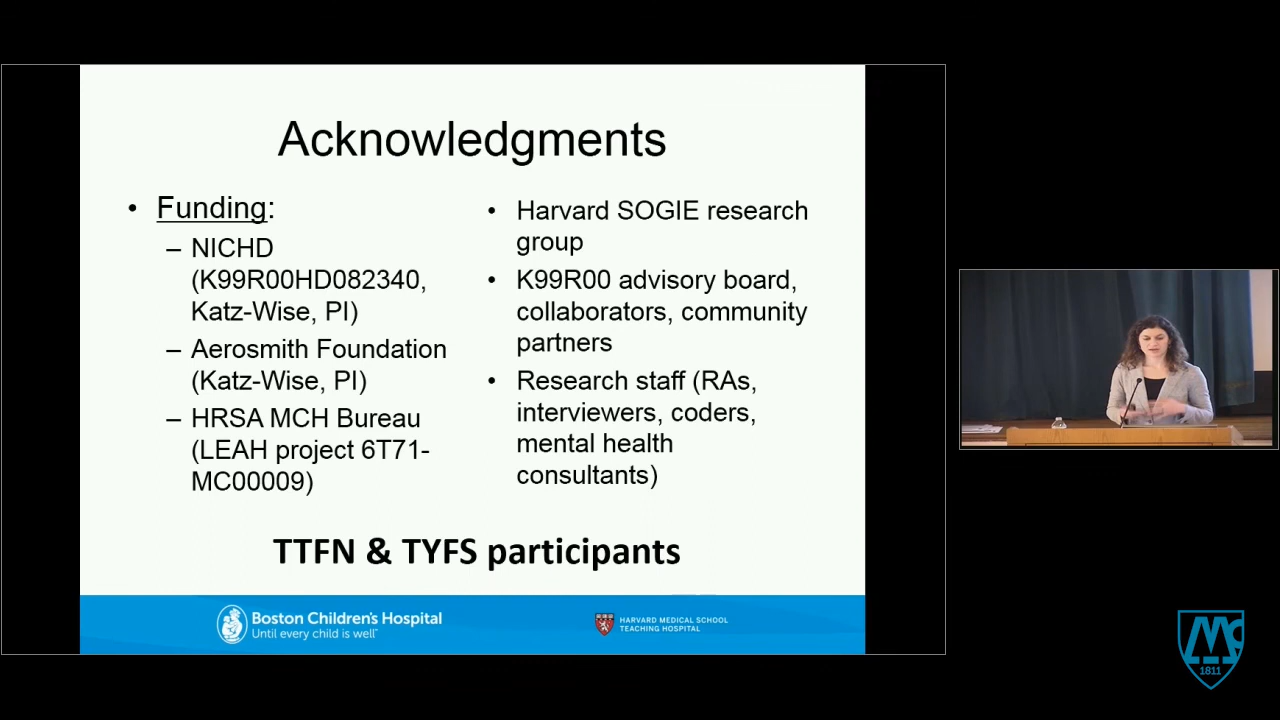 Acknowledgments
• Funding:
– NICHD
(K99R00HD082340,
Katz-Wise, PI)
– Aerosmith Foundation
(Katz-Wise, PI)
– HRSA MCH Bureau
(LEAH project 6T71-
MC00009)
• Harvard SOGIE research
group
• K99R00 advisory board,
collaborators, community
partners
• Research staff (RAs,
interviewers, coders,
mental health
consultants)
TTFN & TYFS participants
Boston Children's Hospital
Until every child is well™
HARVARD MEDICAL SCHOOL
TEACHING HOSPITAL
1811